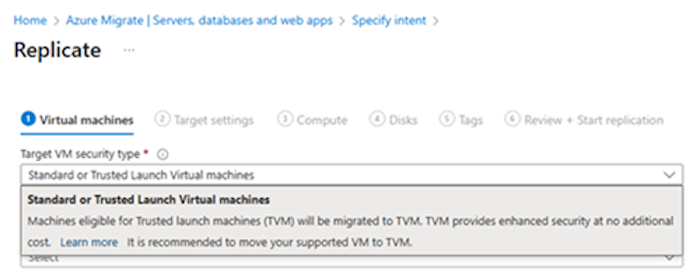 Home > Azure Migrate | Servers, databases and web apps > Specify intent >
Replicate ...
1 Virtual machines 2 Target settings 3 Compute 4 Disks 5 Tags 6 Review + Start replication
Target VM security type *
Standard or Trusted Launch Virtual machines
Standard or Trusted Launch Virtual machines
Machines eligible for Trusted launch machines (TVM) will be migrated to TVM. TVM provides enhanced security at no additional
cost. Learn more It is recommended to move your supported VM to TVM.
Select